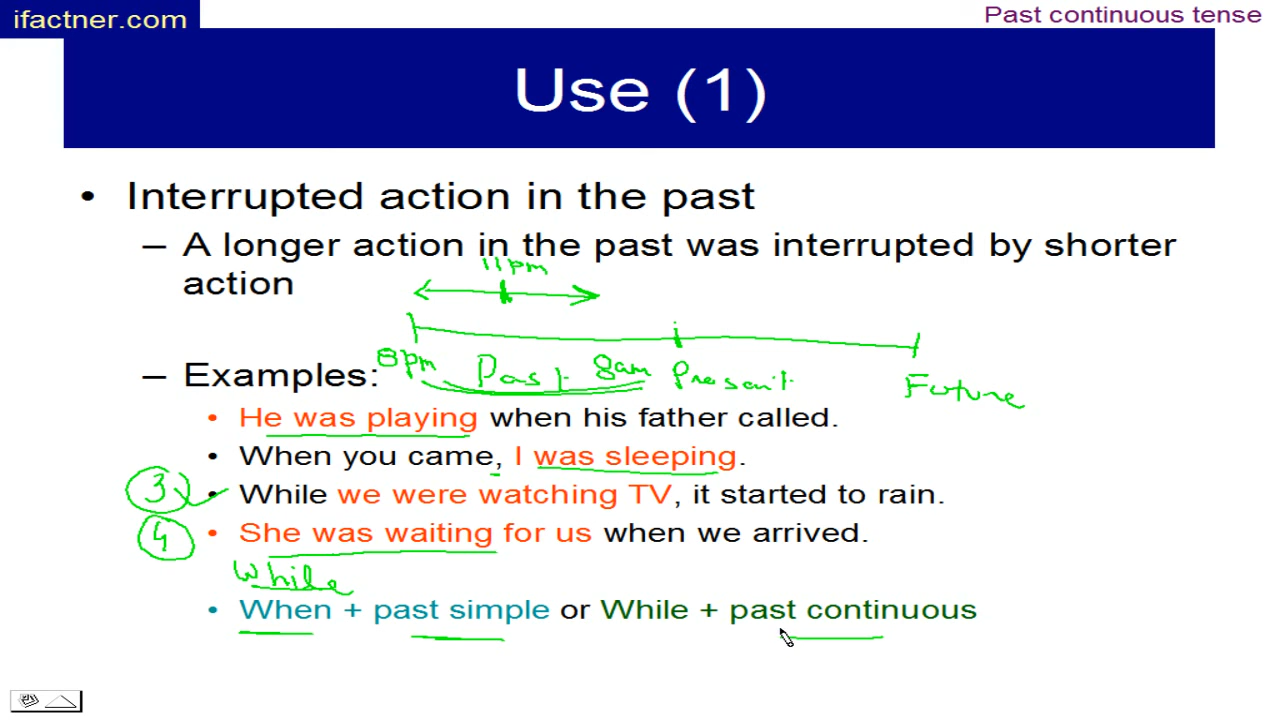 ifactner.com
Past continuous tense
Use (1)
• Interrupted action in the past
– A longer action in the past was interrupted by shorter
action
11pm
8pm Past 8am Present
Future
– Examples:
• He was playing when his father called.
• When you came, I was sleeping.
3 • While we were watching TV, it started to rain.
4 • She was waiting for us when we arrived.
While
• When + past simple or While + past continuous